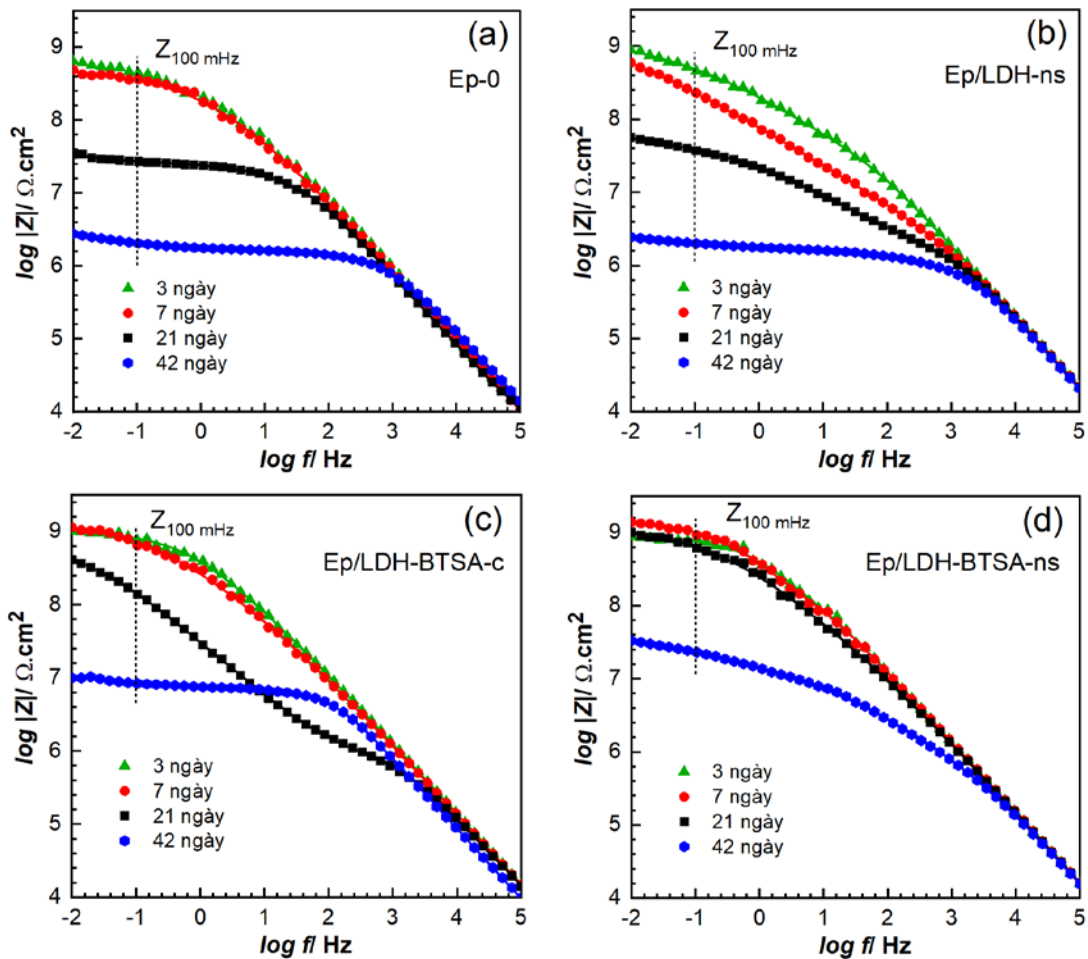 (a)
Z100 mHz
Ep-0
log |Z|/ Ω.cm2
9
8
7
6
5
4
3 ngày
7 ngày
21 ngày
42 ngày
-2 -1 0 1 2 3 4 5
log f/ Hz
(b)
Z100 mHz
Ep/LDH-ns
log |Z|/ Ω.cm2
9
8
7
6
5
4
3 ngày
7 ngày
21 ngày
42 ngày
-2 -1 0 1 2 3 4 5
log f/ Hz
(c)
Z100 mHz
Ep/LDH-BTSA-c
log |Z|/ Ω.cm2
9
8
7
6
5
4
3 ngày
7 ngày
21 ngày
42 ngày
-2 -1 0 1 2 3 4 5
log f/ Hz
(d)
Z100 mHz
Ep/LDH-BTSA-ns
log |Z|/ Ω.cm2
9
8
7
6
5
4
3 ngày
7 ngày
21 ngày
42 ngày
-2 -1 0 1 2 3 4 5
log f/ Hz